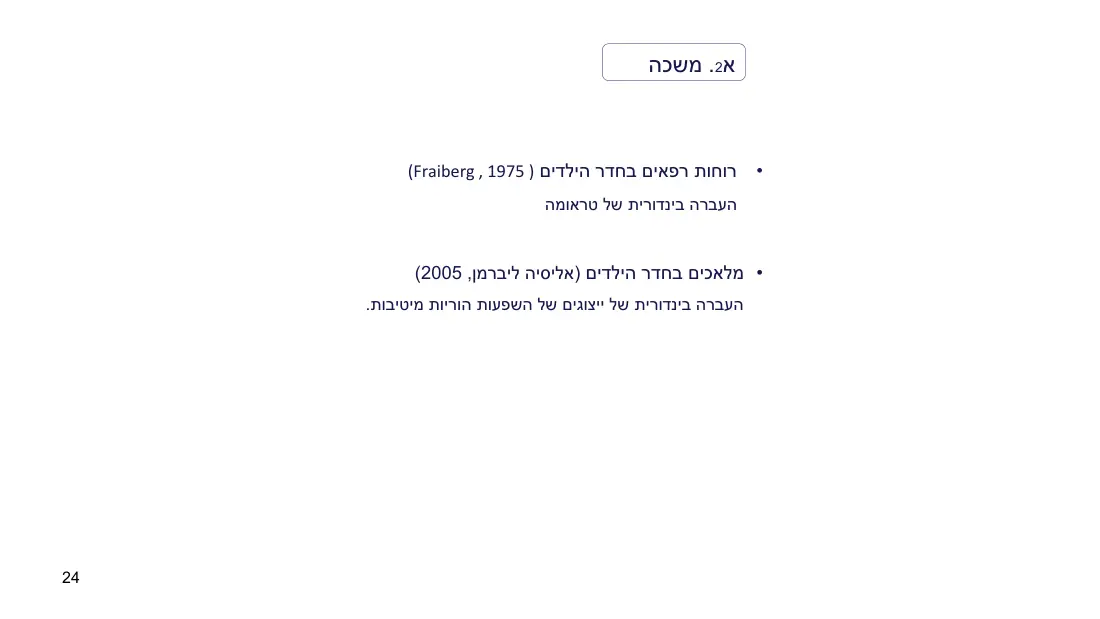 א2. משכה
• רוחות רפאים בחדר הילדים ( Fraiberg , 1975)
העברה בינדורית של טראומה
• מלאכים בחדר הילדים (אליסיה ליברמן, 2005)
העברה בינדורית של ייצוגים של השפעות הוריות מיטיבות.
24